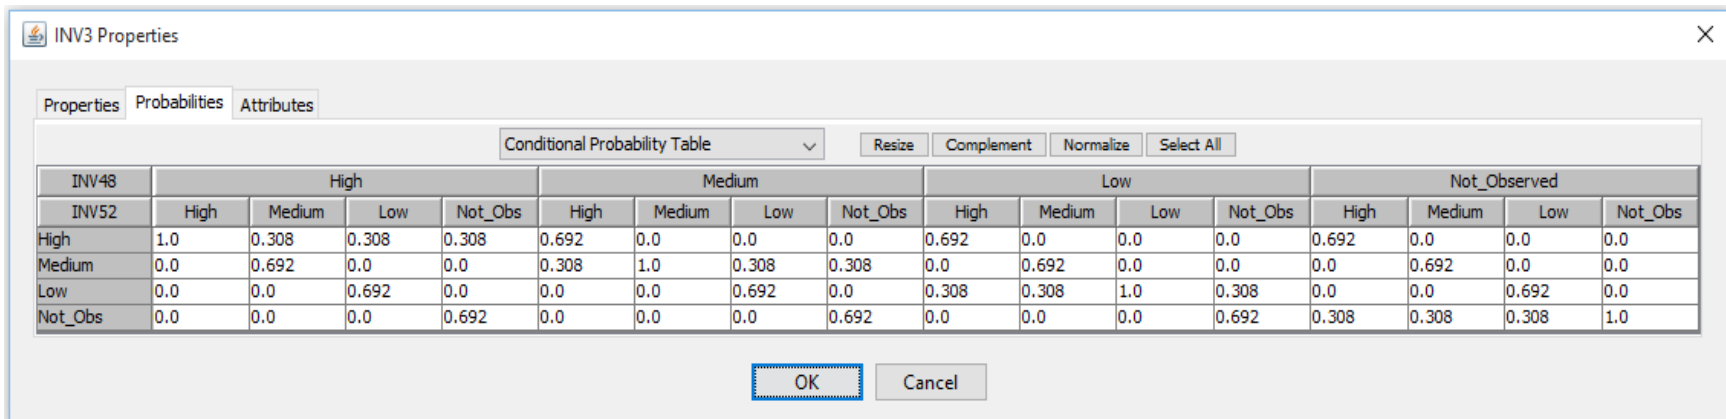 INV3 Properties
Properties Probabilities Attributes
Conditional Probability Table Resize Complement Normalize Select All
INV48 High Medium Low Not_Observed
INV52 High Medium Low Not_Obs High Medium Low Not_Obs High Medium Low Not_Obs High Medium Low Not_Obs
High 1.0 0.308 0.308 0.308 0.692 0.0 0.0 0.0 0.692 0.0 0.0 0.0 0.692 0.0 0.0 0.0
Medium 0.0 0.692 0.0 0.0 0.308 1.0 0.308 0.308 0.0 0.692 0.0 0.0 0.0 0.692 0.0 0.0
Low 0.0 0.0 0.692 0.0 0.0 0.0 0.692 0.0 0.308 0.308 1.0 0.308 0.0 0.0 0.692 0.0
Not_Obs 0.0 0.0 0.0 0.692 0.0 0.0 0.0 0.692 0.0 0.0 0.0 0.692 0.308 0.308 0.308 1.0
OK Cancel